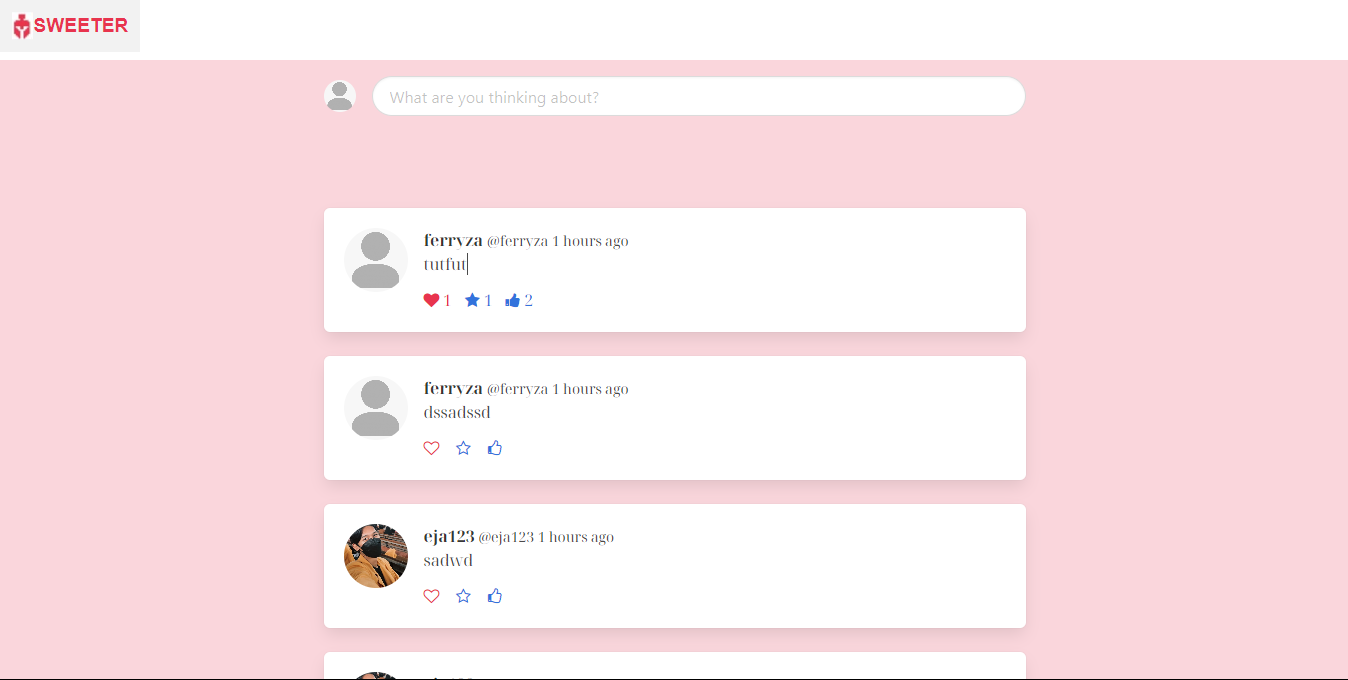 SWEETER
What are you thinking about?
ferryza @ferryza 1 hours ago
tutfut
1 1 2
ferryza @ferryza 1 hours ago
dssadssd
eja123 @eja123 1 hours ago
sadwd